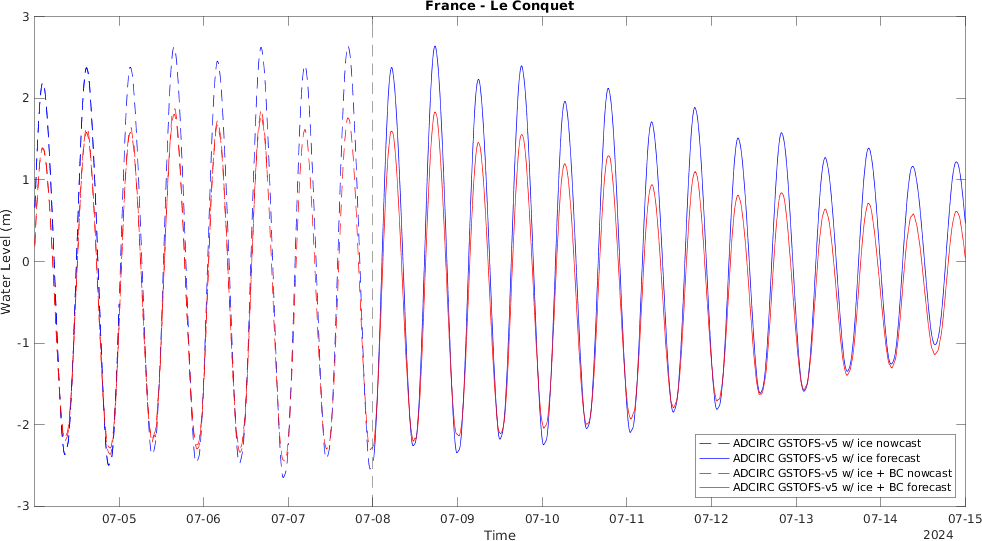 France - Le Conquet
3
2
1
0
-1
-2
-3
Water Level (m)
ADCIRC GSTOFS-v5 w/ ice nowcast
ADCIRC GSTOFS-v5 w/ ice forecast
ADCIRC GSTOFS-v5 w/ ice + BC nowcast
ADCIRC GSTOFS-v5 w/ ice + BC forecast
07-05 07-06 07-07 07-08 07-09 07-10 07-11 07-12 07-13 07-14 07-15
Time
2024